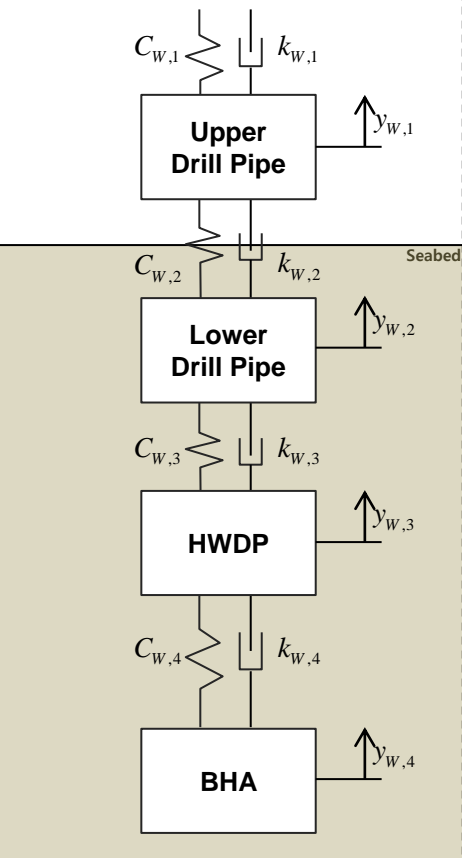 C_{W,1} k_{W,1}
Upper
Drill Pipe
y_{W,1}
Seabed
C_{W,2} k_{W,2}
Lower
Drill Pipe
y_{W,2}
C_{W,3} k_{W,3}
HWDP
y_{W,3}
C_{W,4} k_{W,4}
BHA
y_{W,4}